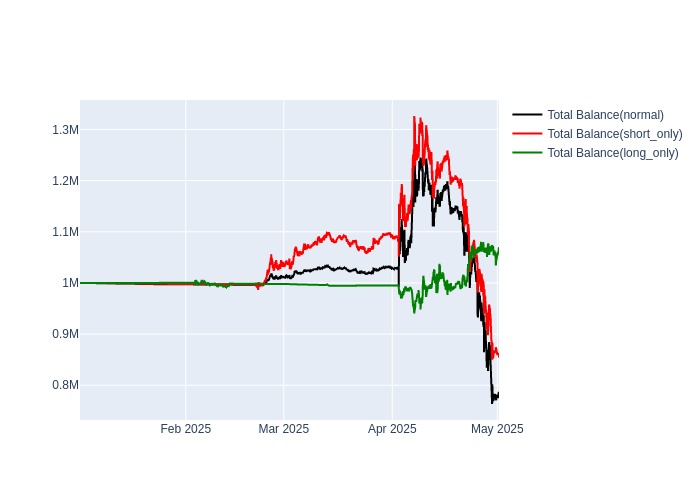 1.3M
1.2M
1.1M
1M
0.9M
0.8M
Feb 2025
Mar 2025
Apr 2025
May 2025
Total Balance(normal)
Total Balance(short_only)
Total Balance(long_only)